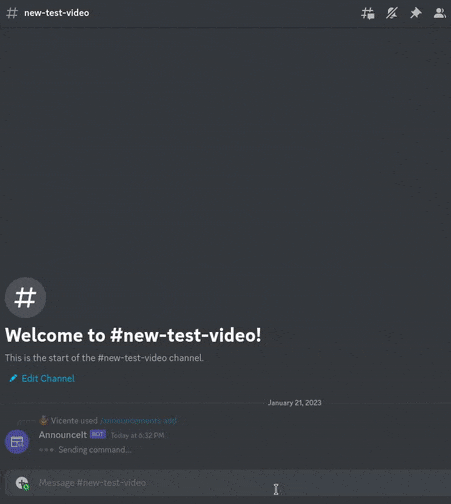 new-test-video
Welcome to #new-test-video!
This is the start of the #new-test-video channel.
Edit Channel
January 21, 2023
Vicente used
AnnounceIt BOT Today at 6:32 PM
Sending command...
Message #new-test-video